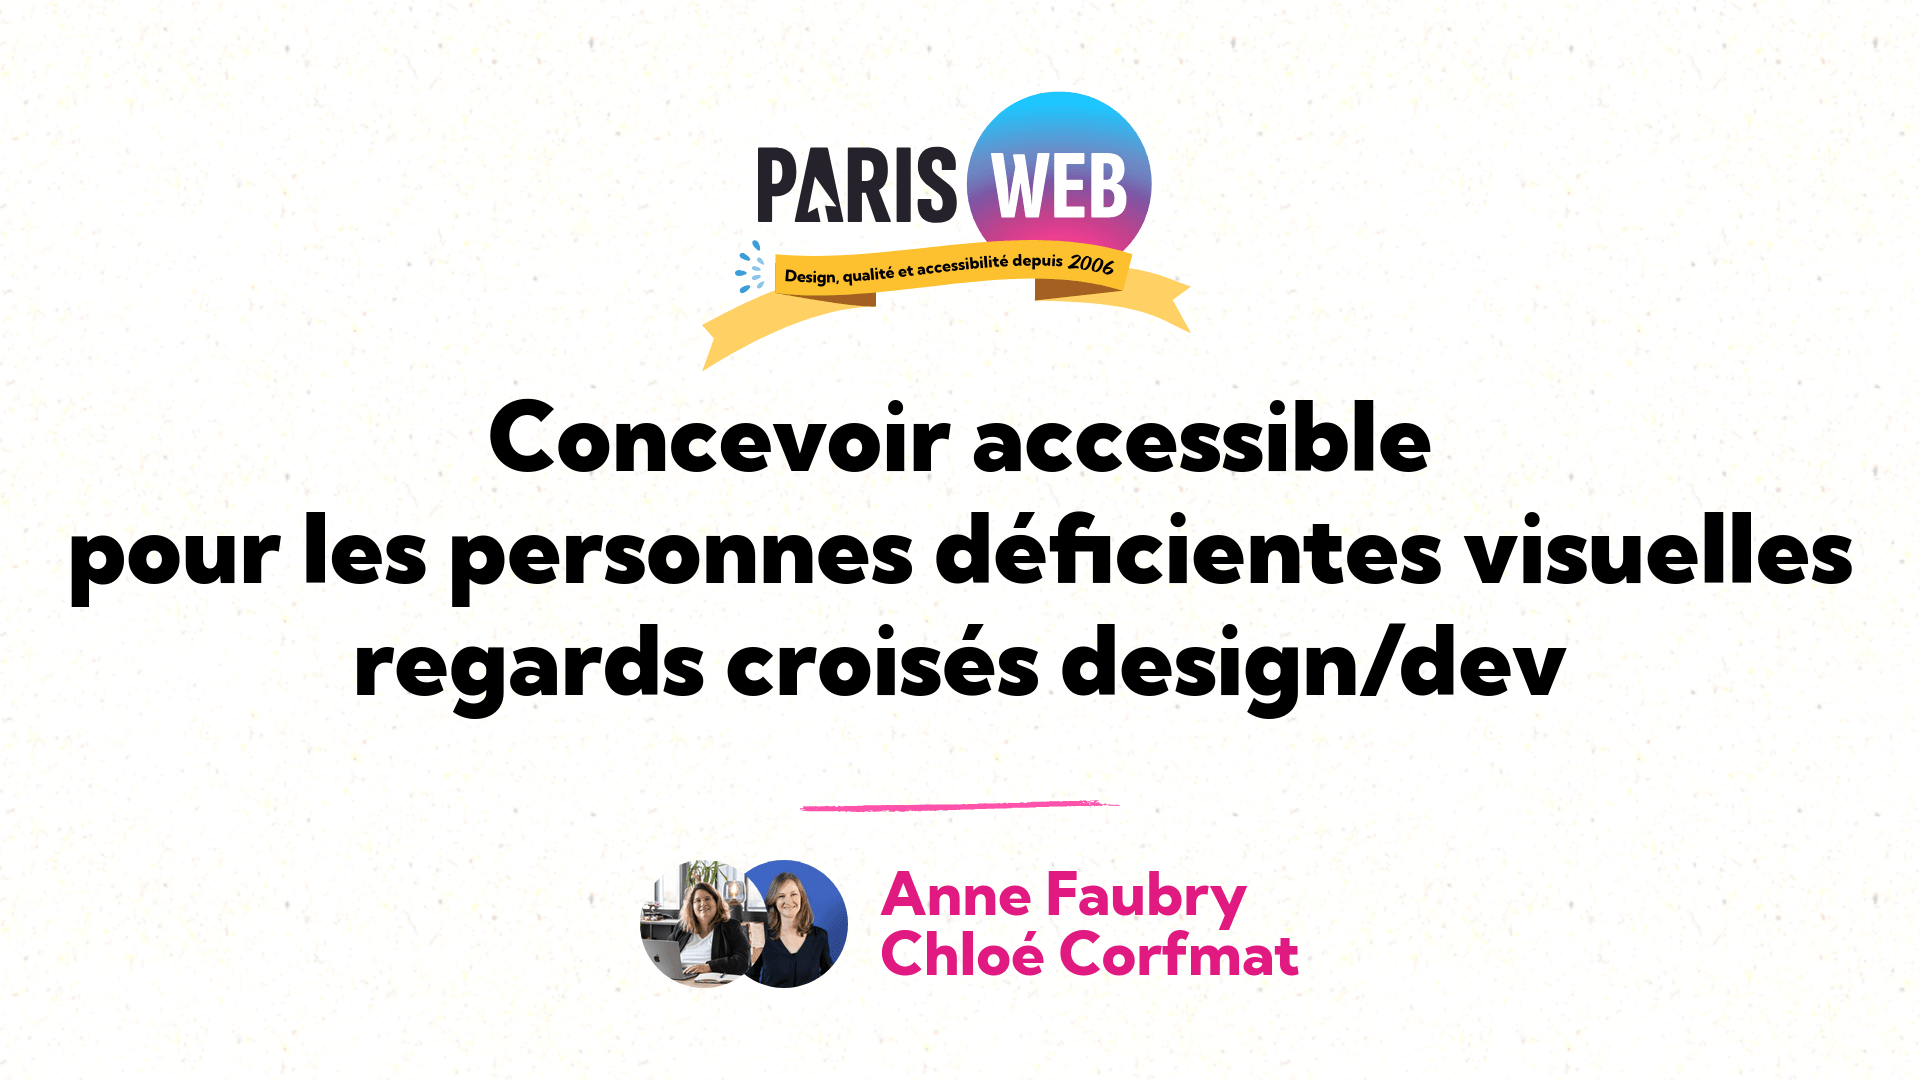 PARIS WEB
Design, qualité et accessibilité depuis 2006
Concevoir accessible
pour les personnes déficientes visuelles
regards croisés design/dev
Anne Faubry
Chloé Corfmat